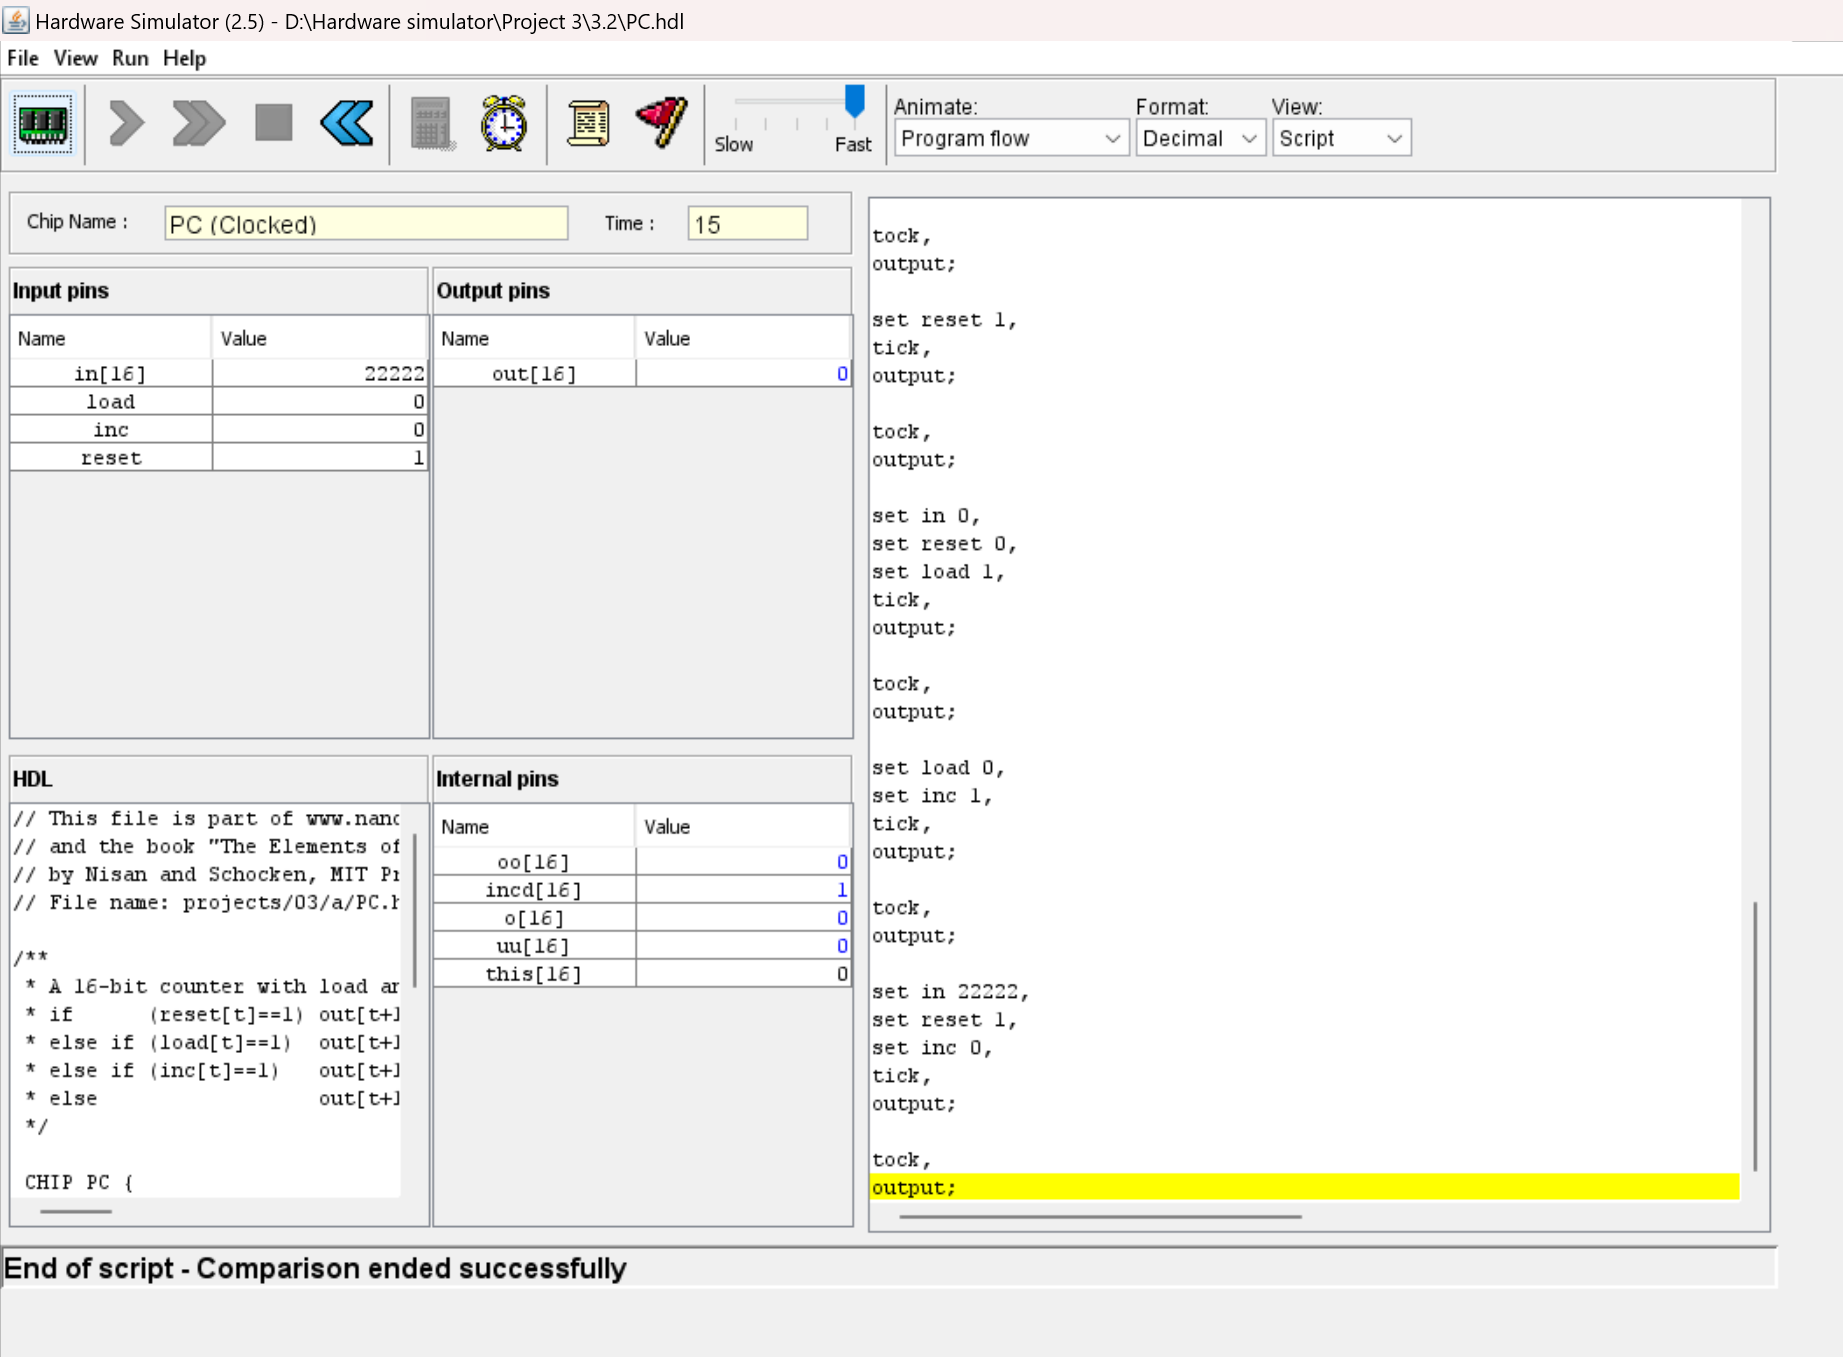 Hardware Simulator (2.5) - D:\Hardware simulator\Project 3\3.2\PC.hdl
File View Run Help
Slow Fast
Animate: Format: View:
Program flow Decimal Script
Chip Name : PC (Clocked) Time : 15
Input pins
Name Value
in[16] 22222
load 0
inc 0
reset 1
Output pins
Name Value
out[16] 0
HDL
// This file is part of www.nand
// and the book "The Elements of
// by Nisan and Schocken, MIT Pr
// File name: projects/03/a/PC.h
/**
* A 16-bit counter with load an
* if (reset[t]==1) out[t+1
* else if (load[t]==1) out[t+1
* else if (inc[t]==1) out[t+1
* else out[t+1
*/
CHIP PC {
Internal pins
Name Value
oo[16] 0
incd[16] 1
o[16] 0
uu[16] 0
this[16] 0
tock,
output;
set reset 1,
tick,
output;
tock,
output;
set in 0,
set reset 0,
set load 1,
tick,
output;
tock,
output;
set load 0,
set inc 1,
tick,
output;
tock,
output;
set in 22222,
set reset 1,
set inc 0,
tick,
output;
tock,
output;
End of script - Comparison ended successfully